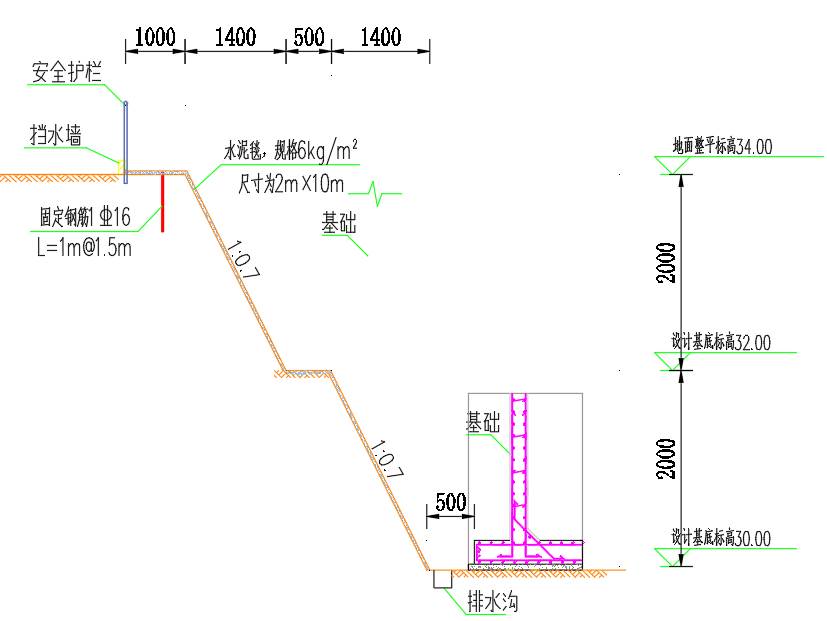 1000 1400 500 1400
安全护栏
挡水墙
水泥毯，规格6kg/m²
尺寸为2m×10m
地面整平标高34.00
固定钢筋1Φ16
L=1m@1.5m
基础
1:0.7
2000
设计基底标高32.00
基础
1:0.7
2000
500
设计基底标高30.00
排水沟